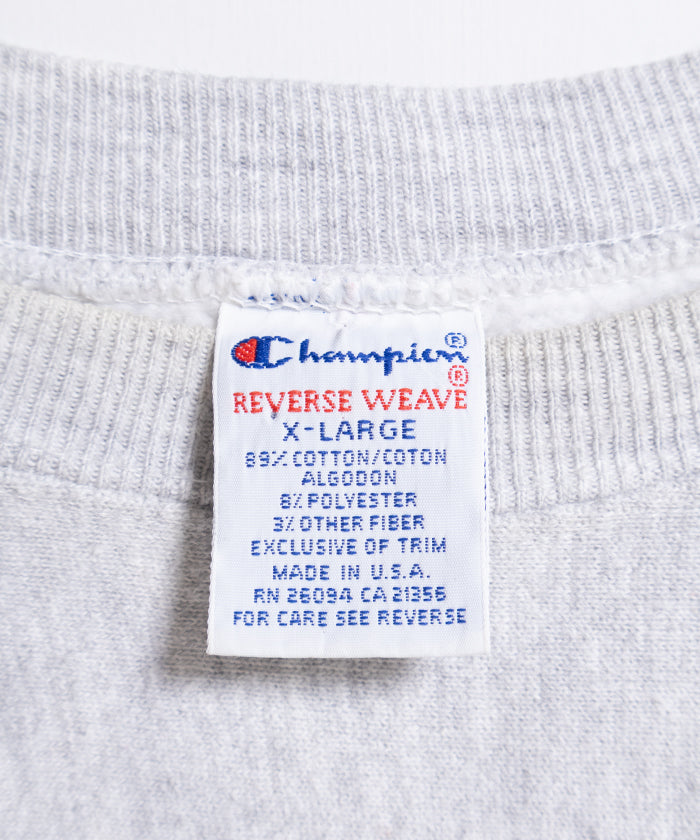 Champion®
®
REVERSE WEAVE
X-LARGE
89% COTTON/COTON
ALGODON
8% POLYESTER
3% OTHER FIBER
EXCLUSIVE OF TRIM
MADE IN U.S.A.
RN 26094 CA 21356
FOR CARE SEE REVERSE